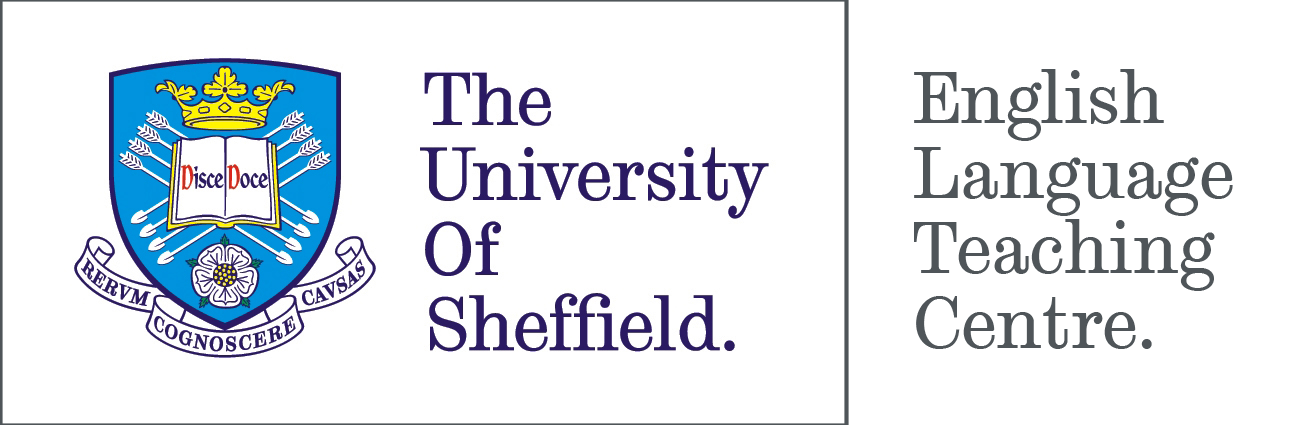 Disce Doce
RERVM COGNOSCERE CAVSAS
The
University
Of
Sheffield.
English
Language
Teaching
Centre.